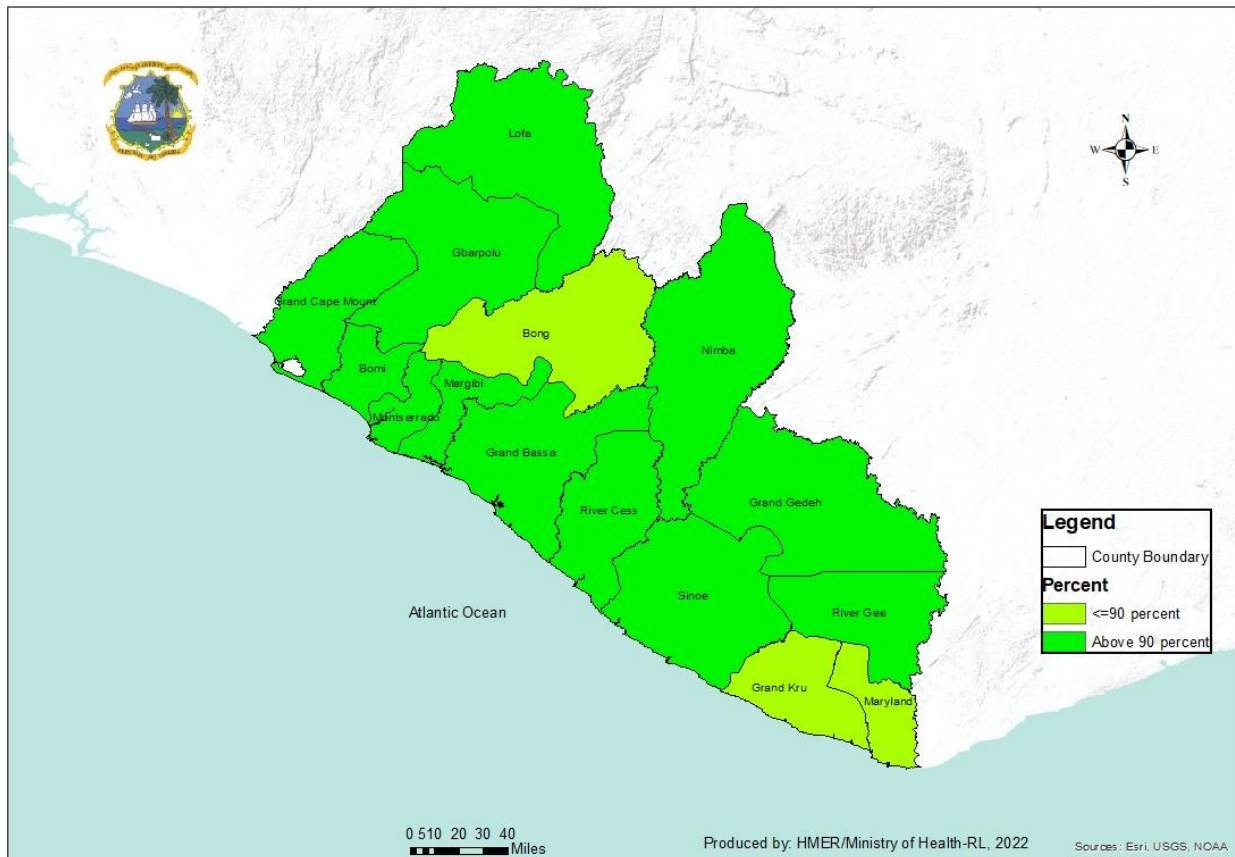 N
W E
S
Lofa
Gbarpolu
Grand Cape Mount
Bong
Nimba
Bomi
Margibi
Montserrado
Grand Bassa
Grand Gedeh
River Cess
Sinoe
River Gee
Grand Kru
Maryland
Atlantic Ocean
Legend
County Boundary
Percent
<=90 percent
Above 90 percent
0 510 20 30 40
Miles
Produced by: HMER/Ministry of Health-RL, 2022
Sources: Esri, USGS, NOAA